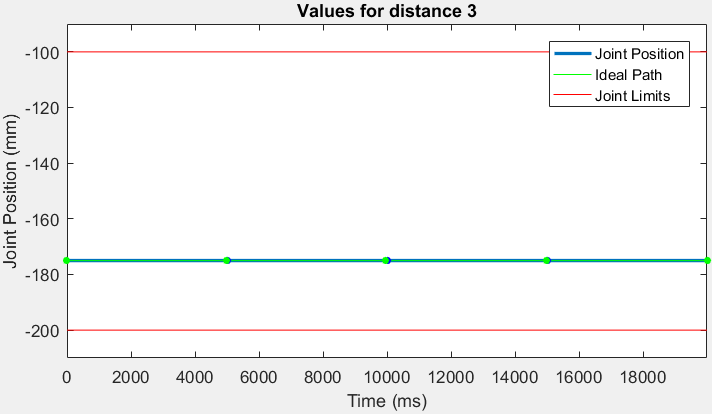 Values for distance 3
Joint Position
Ideal Path
Joint Limits
-100
-120
-140
-160
-180
-200
Joint Position (mm)
0 2000 4000 6000 8000 10000 12000 14000 16000 18000
Time (ms)